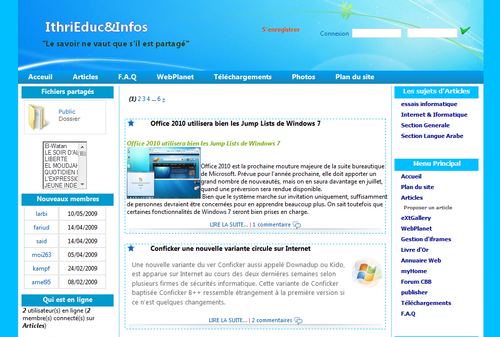 IthriEduc&Infos
"Le savoir ne vaut que s'il est partagé"
S'enregistrer
Connexion
Acceuil Articles F.A.Q WebPlanet Téléchargements Photos Plan du site
Fichiers partagés
Public
Dossier
El-Watan
LE SOIR D'AL
LIBERTE
EL MOUDJAH
QUOTIDIEN
L'EXPRESSIO
JEUNE INDE
Nouveaux membres
larbi 10/05/2009
fariud 14/04/2009
said 14/04/2009
moi263 05/04/2009
kampf 24/02/2009
amel95 08/02/2009
Qui est en ligne
2 utilisateur(s) en ligne (2
membre(s) connecté(s) sur
Articles)
(1) 2 3 4 ... 6 »
Office 2010 utilisera bien les Jump Lists de Windows 7
Office 2010 utilisera bien les Jump Lists de Windows 7
Office 2010 est la prochaine mouture majeure de la suite bureautique
de Microsoft. Prévue pour l'année prochaine, elle doit apporter un
grand nombre de nouveautés, mais on en saura davantage en juillet,
quand une préversion sera rendue disponible.
Bien que le système marche sur invitation uniquement, suffisamment
de personnes devraient être concernées pour en apprendre beaucoup plus. On sait toutefois que
certaines fonctionnalités de Windows 7 seront bien prises en charge.
LIRE LA SUITE... | 1 commentaire
Conficker une nouvelle variante circule sur Internet
Une nouvelle variante du ver Conficker aussi appelé Downadup ou Kido,
est apparue sur Internet au cours des deux dernières semaines selon
plusieurs firmes de sécurités informatique. Cette variante de Conficker
baptisée Conficker B++ ressemble étrangement à la première version si
ce n'est quelques changements.
LIRE LA SUITE... | 2 commentaires
Les sujets d'Articles
essais informatique
Internet & Iformatique
Section Generale
Section Langue Arabe
Menu Principal
Accueil
Plan du site
Articles
Proposer un article
eXtGallery
WebPlanet
Gestion d'iframes
Livre d'Or
Annuaire Web
myHome
Forum CBB
publisher
Téléchargements
F.A.Q